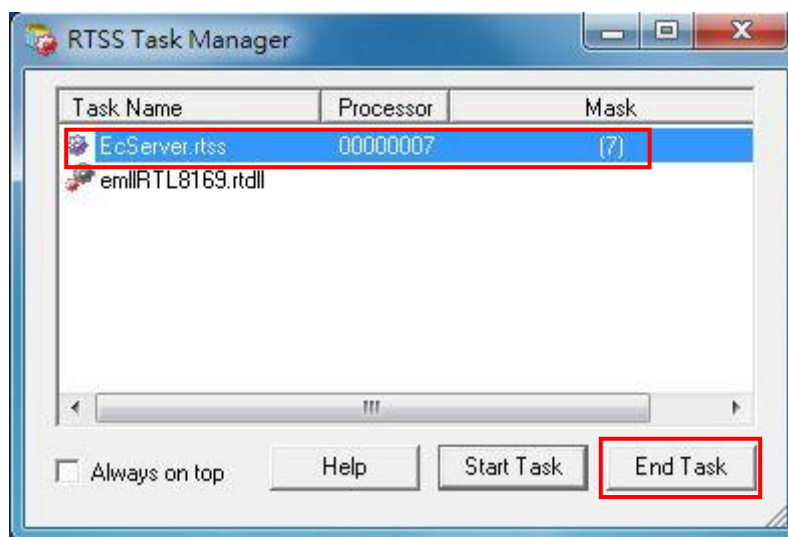 RTSS Task Manager
Task Name Processor Mask
EcServer.rtss 00000007 (7)
emllRTL8169.rtdll
Always on top Help Start Task End Task